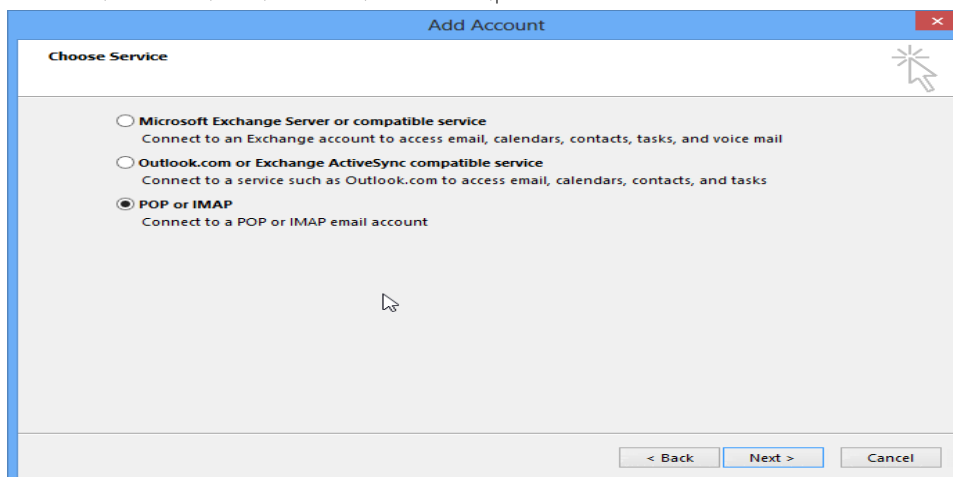 Add Account
Choose Service
Microsoft Exchange Server or compatible service
Connect to an Exchange account to access email, calendars, contacts, tasks, and voice mail
Outlook.com or Exchange ActiveSync compatible service
Connect to a service such as Outlook.com to access email, calendars, contacts, and tasks
POP or IMAP
Connect to a POP or IMAP email account
< Back Next > Cancel